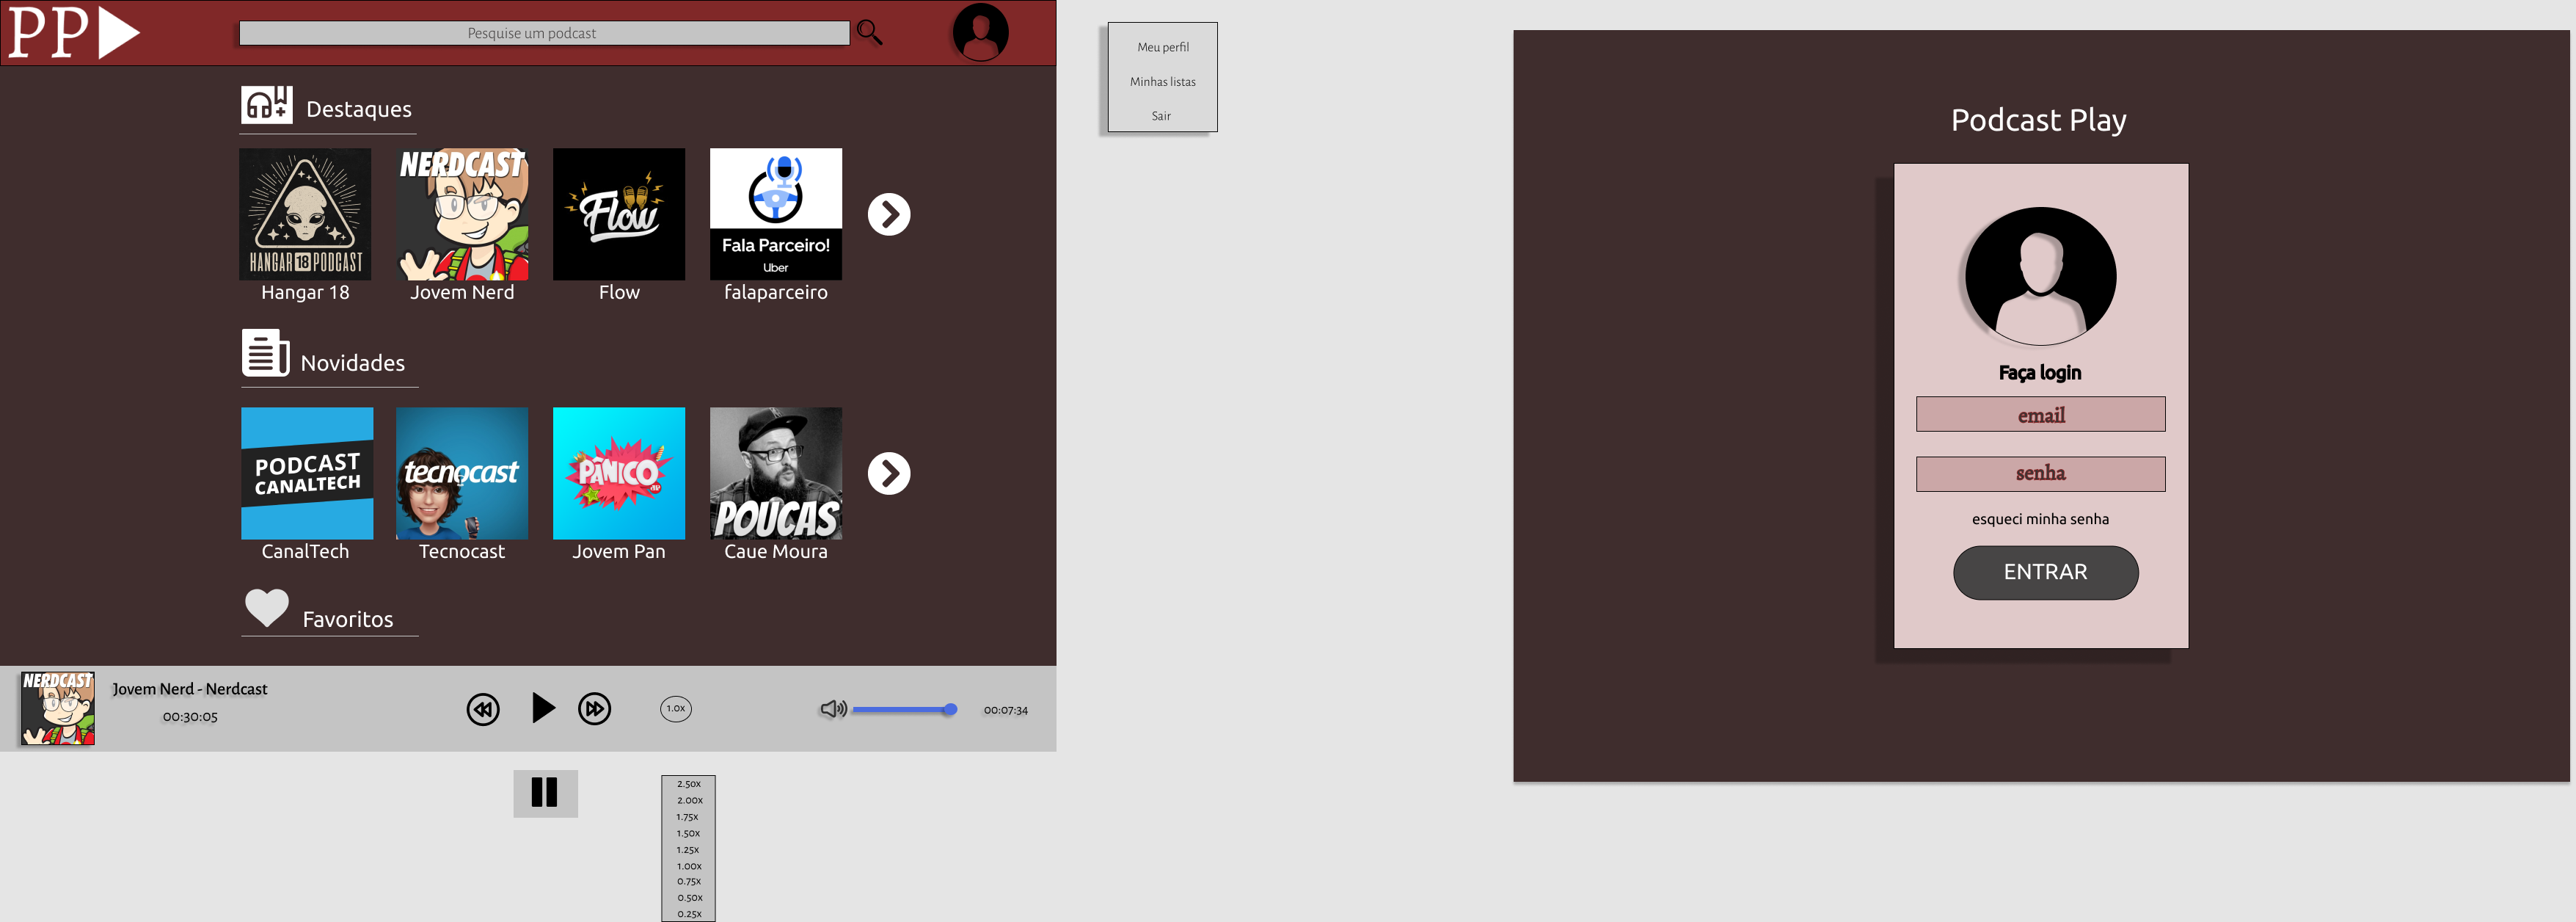 PP
Pesquise um podcast
Destaques
HANGAR 18 PODCAST
NERDCAST
Flow
Fala Parceiro!
Uber
Hangar 18
Jovem Nerd
Flow
falaparceiro
Novidades
PODCAST
CANALTECH
tecnocast
PÂNICO
POUCAS
CanalTech
Tecnocast
Jovem Pan
Caue Moura
Favoritos
NERDCAST
Jovem Nerd - Nerdcast
00:30:05
1.0x
00:07:34
2.50x
2.00x
1.75x
1.50x
1.25x
1.00x
0.75x
0.50x
0.25x
Meu perfil
Minhas listas
Sair
Podcast Play
Faça login
email
senha
esqueci minha senha
ENTRAR